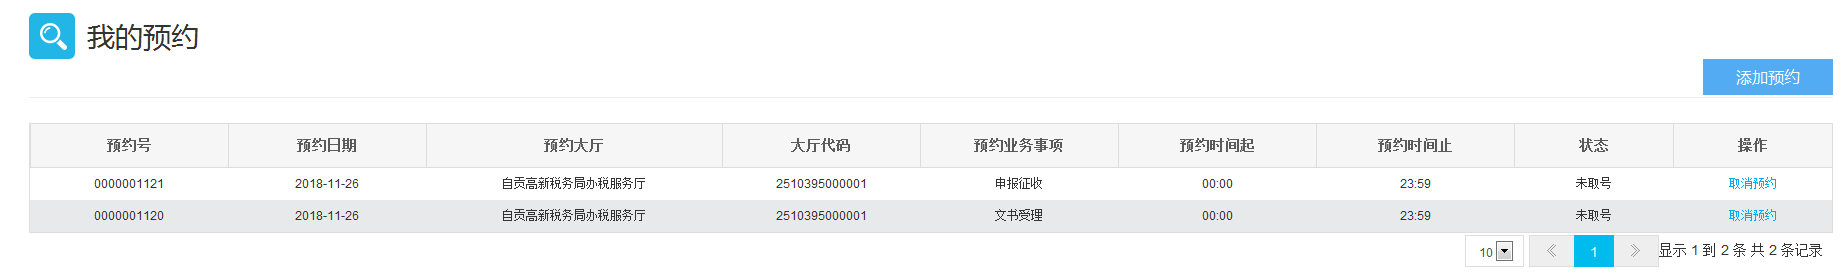 我的预约
添加预约
预约号 预约日期 预约大厅 大厅代码 预约业务事项 预约时间起 预约时间止 状态 操作
0000001121 2018-11-26 自贡高新税务局办税服务厅 2510395000001 申报征收 00:00 23:59 未取号 取消预约
0000001120 2018-11-26 自贡高新税务局办税服务厅 2510395000001 文书受理 00:00 23:59 未取号 取消预约
10 1 显示 1 到 2 条 共 2 条记录